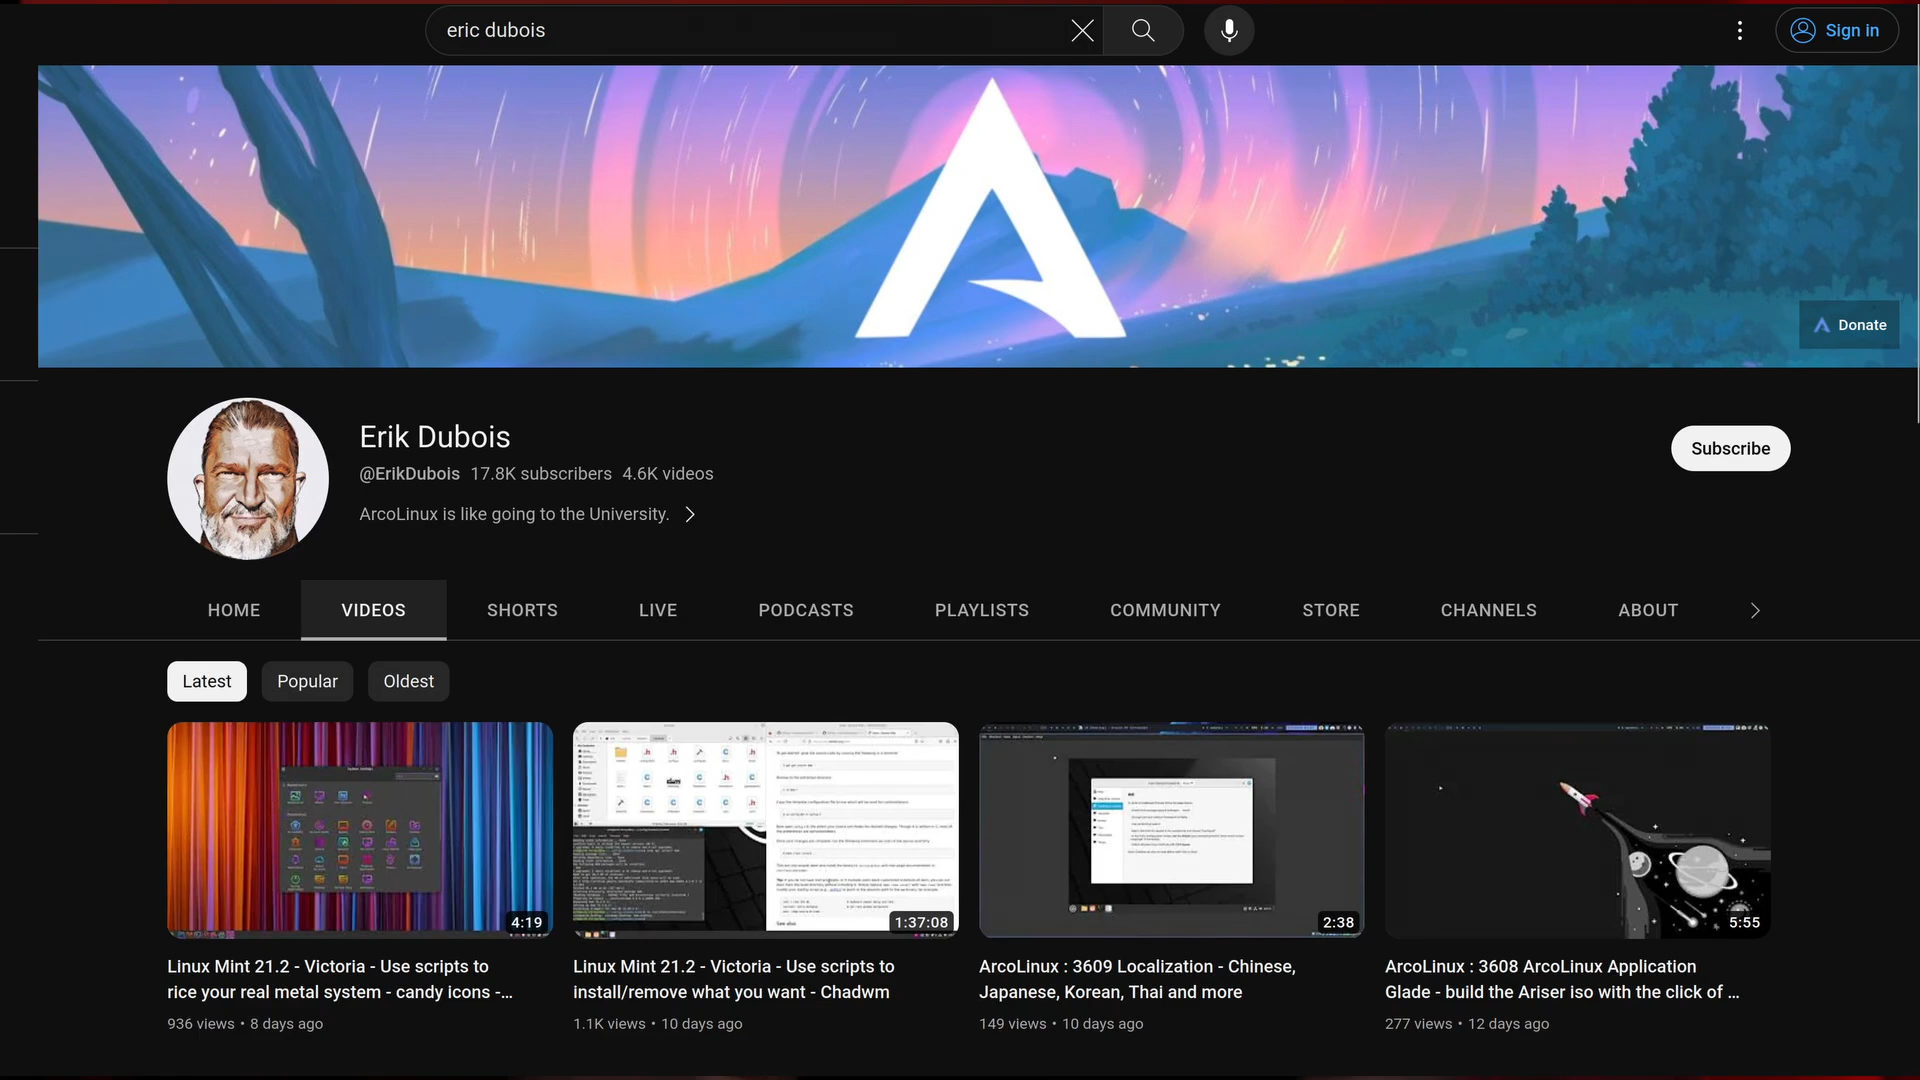 eric dubois
Sign in
Donate
Erik Dubois
@ErikDubois 17.8K subscribers 4.6K videos
ArcoLinux is like going to the University.
Subscribe
HOME VIDEOS SHORTS LIVE PODCASTS PLAYLISTS COMMUNITY STORE CHANNELS ABOUT
Latest Popular Oldest
4:19
1:37:08
2:38
5:55
Linux Mint 21.2 - Victoria - Use scripts to
rice your real metal system - candy icons -...
936 views • 8 days ago
Linux Mint 21.2 - Victoria - Use scripts to
install/remove what you want - Chadwm
1.1K views • 10 days ago
ArcoLinux : 3609 Localization - Chinese,
Japanese, Korean, Thai and more
149 views • 10 days ago
ArcoLinux : 3608 ArcoLinux Application
Glade - build the Ariser iso with the click of ...
277 views • 12 days ago